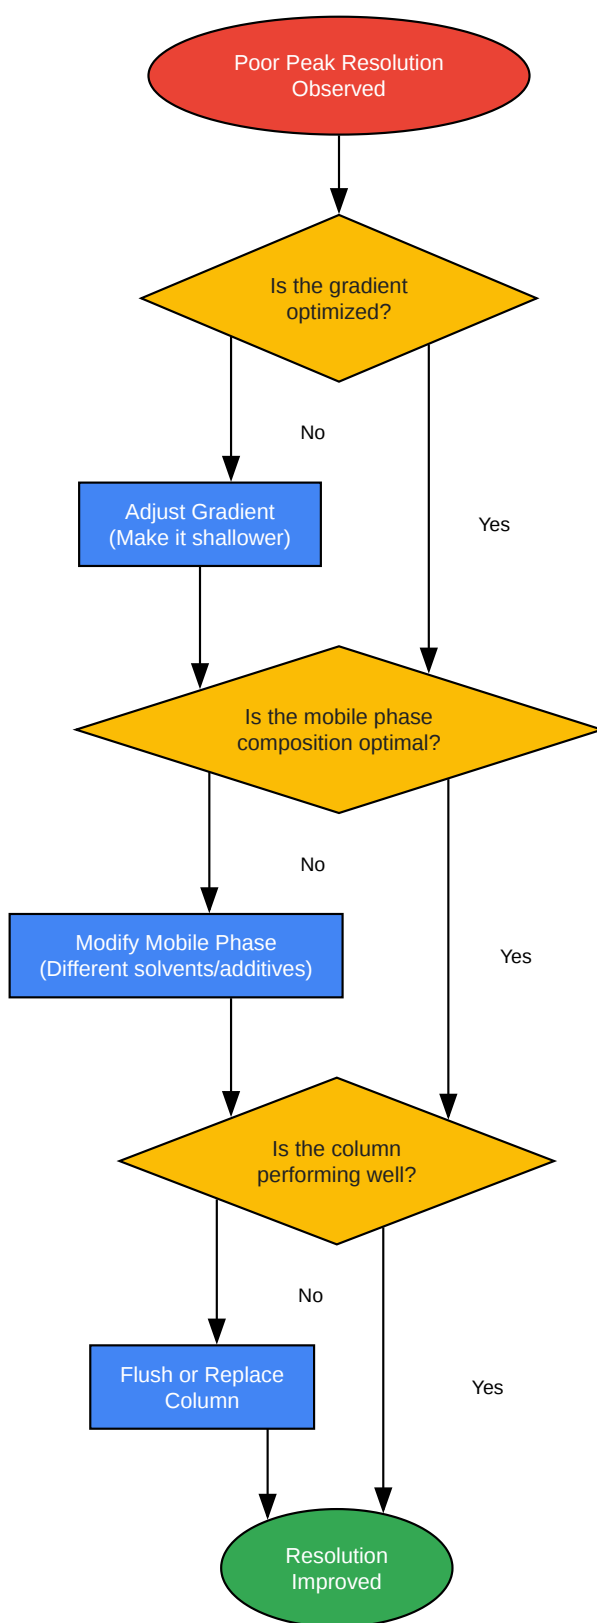 Poor Peak Resolution
Observed
Is the gradient
optimized?
No
Adjust Gradient
(Make it shallower)
Yes
Is the mobile phase
composition optimal?
No
Modify Mobile Phase
(Different solvents/additives)
Yes
Is the column
performing well?
No
Flush or Replace
Column
Yes
Resolution
Improved